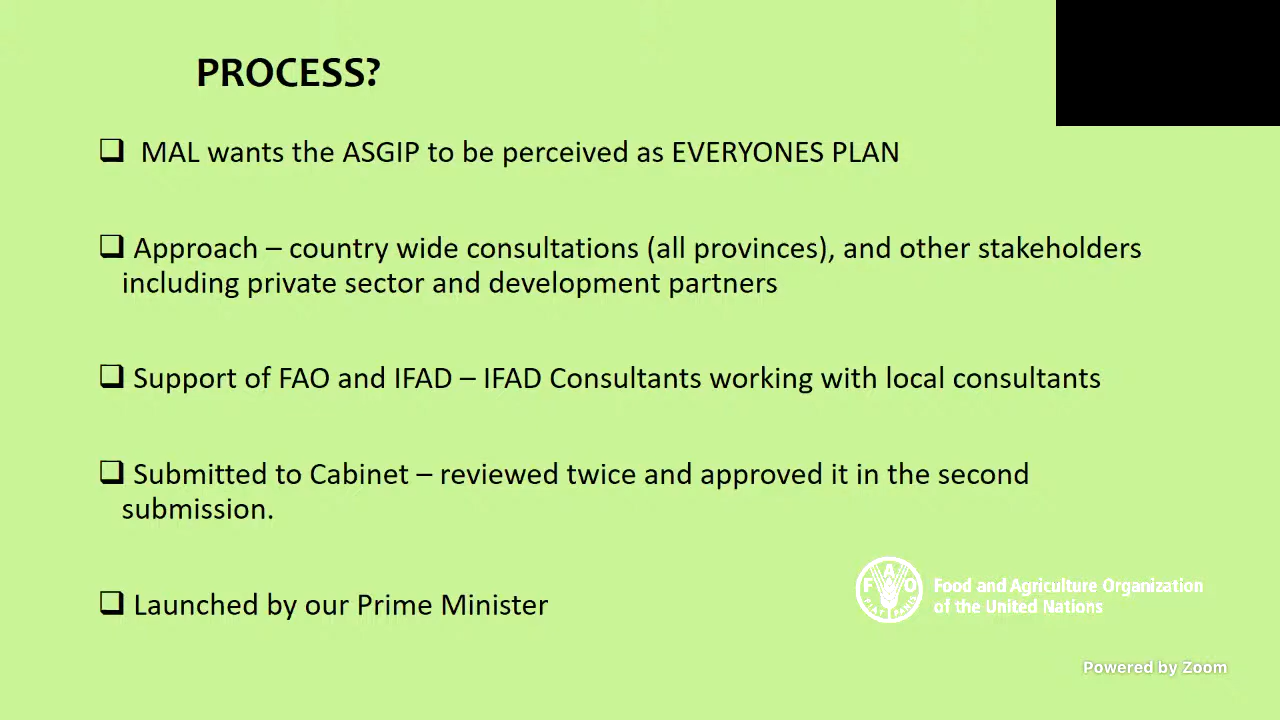 PROCESS?
❑ MAL wants the ASGIP to be perceived as EVERYONES PLAN
❑ Approach – country wide consultations (all provinces), and other stakeholders
including private sector and development partners
❑ Support of FAO and IFAD – IFAD Consultants working with local consultants
❑ Submitted to Cabinet – reviewed twice and approved it in the second
submission.
❑ Launched by our Prime Minister
F A O
FIAT PANIS
Food and Agriculture Organization
of the United Nations
Powered by Zoom